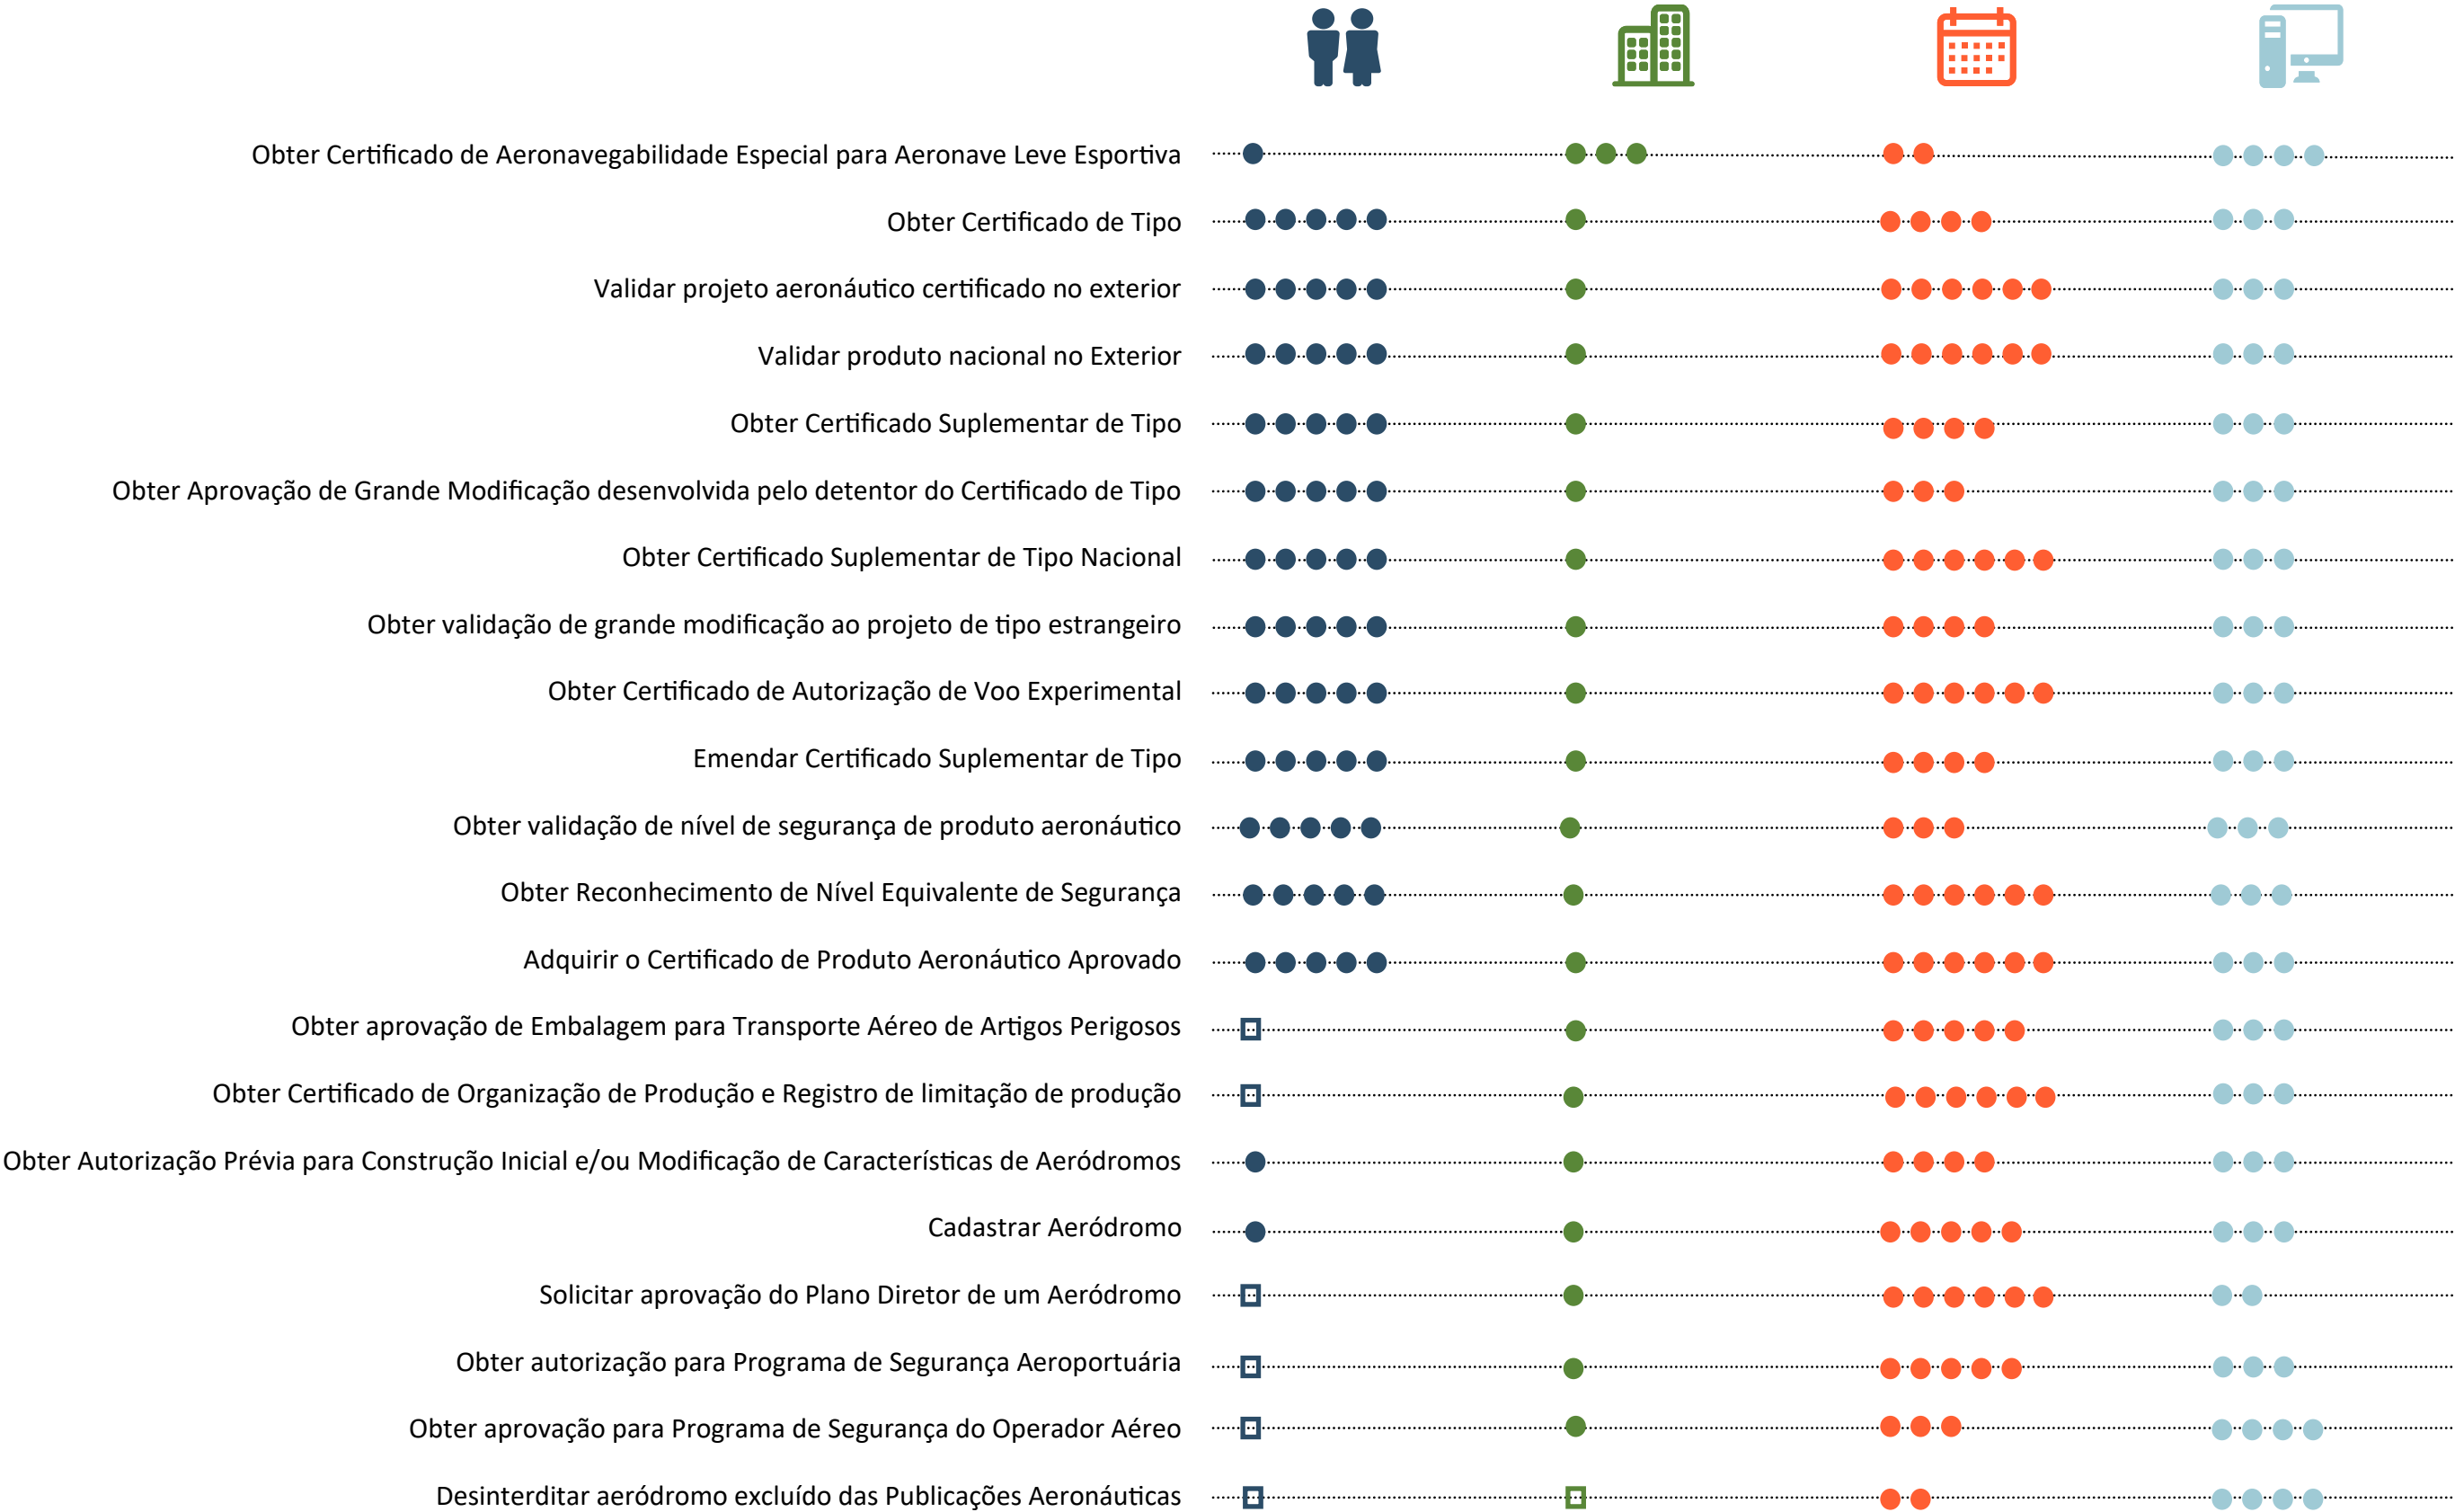 Obter Certificado de Aeronavegabilidade Especial para Aeronave Leve Esportiva
Obter Certificado de Tipo
Validar projeto aeronáutico certificado no exterior
Validar produto nacional no Exterior
Obter Certificado Suplementar de Tipo
Obter Aprovação de Grande Modificação desenvolvida pelo detentor do Certificado de Tipo
Obter Certificado Suplementar de Tipo Nacional
Obter validação de grande modificação ao projeto de tipo estrangeiro
Obter Certificado de Autorização de Voo Experimental
Emendar Certificado Suplementar de Tipo
Obter validação de nível de segurança de produto aeronáutico
Obter Reconhecimento de Nível Equivalente de Segurança
Adquirir o Certificado de Produto Aeronáutico Aprovado
Obter aprovação de Embalagem para Transporte Aéreo de Artigos Perigosos
Obter Certificado de Organização de Produção e Registro de limitação de produção
Obter Autorização Prévia para Construção Inicial e/ou Modificação de Características de Aeródromos
Cadastrar Aeródromo
Solicitar aprovação do Plano Diretor de um Aeródromo
Obter autorização para Programa de Segurança Aeroportuária
Obter aprovação para Programa de Segurança do Operador Aéreo
Desinterditar aeródromo excluído das Publicações Aeronáuticas